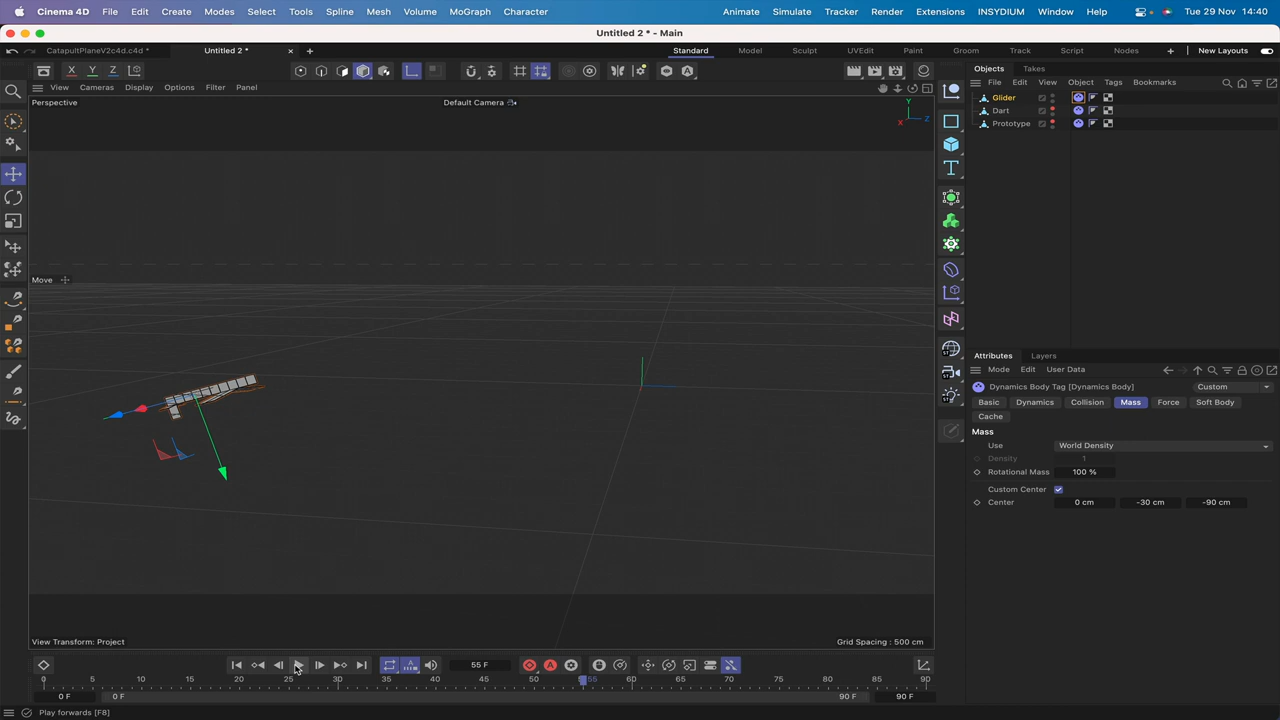 Cinema 4D File Edit Create Modes Select Tools Spline Mesh Volume MoGraph Character Animate Simulate Tracker Render Extensions INSYDIUM Window Help Tue 29 Nov 14:40
Untitled 2 * - Main
CatapultPlaneV2c4d.c4d * Untitled 2 * Standard Model Sculpt UVEdit Paint Groom Track Script Nodes New Layouts
X Y Z
Objects Takes
View Cameras Display Options Filter Panel
File Edit View Object Tags Bookmarks
Perspective Default Camera
Y
X Z
Glider
Dart
Prototype
T
Move
ST
ST
ST
Attributes Layers
Mode Edit User Data
Dynamics Body Tag [Dynamics Body] Custom
Basic Dynamics Collision Mass Force Soft Body
Cache
Mass
Use World Density
Density 1
Rotational Mass 100 %
Custom Center
Center 0 cm -30 cm -90 cm
View Transform: Project Grid Spacing : 500 cm
55 F
0 5 10 15 20 25 30 35 40 45 50 55 60 65 70 75 80 85 90
0 F 0 F 90 F 90 F
Play forwards [F8]